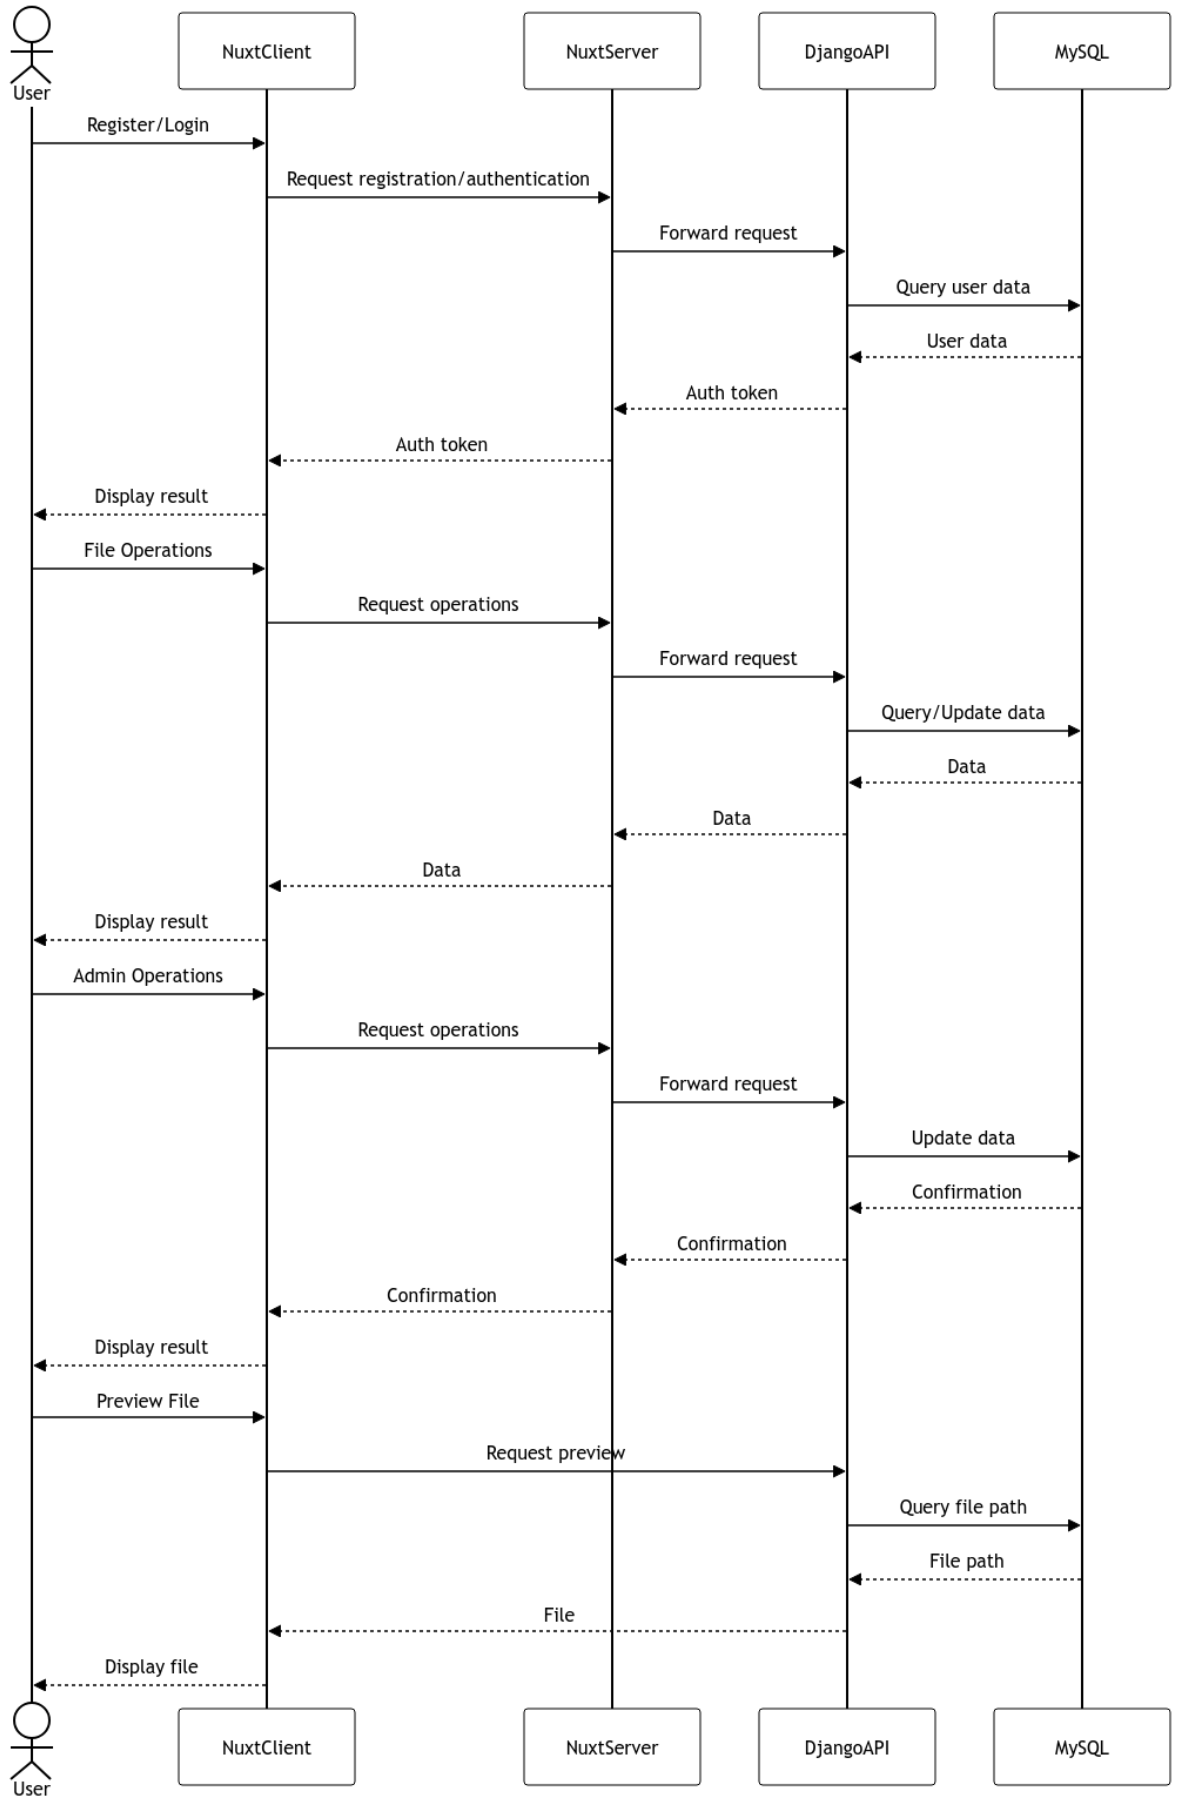 User
NuxtClient
NuxtServer
DjangoAPI
MySQL
Register/Login
Request registration/authentication
Forward request
Query user data
User data
Auth token
Auth token
Display result
File Operations
Request operations
Forward request
Query/Update data
Data
Data
Data
Display result
Admin Operations
Request operations
Forward request
Update data
Confirmation
Confirmation
Confirmation
Display result
Preview File
Request preview
Query file path
File path
File
Display file
User
NuxtClient
NuxtServer
DjangoAPI
MySQL